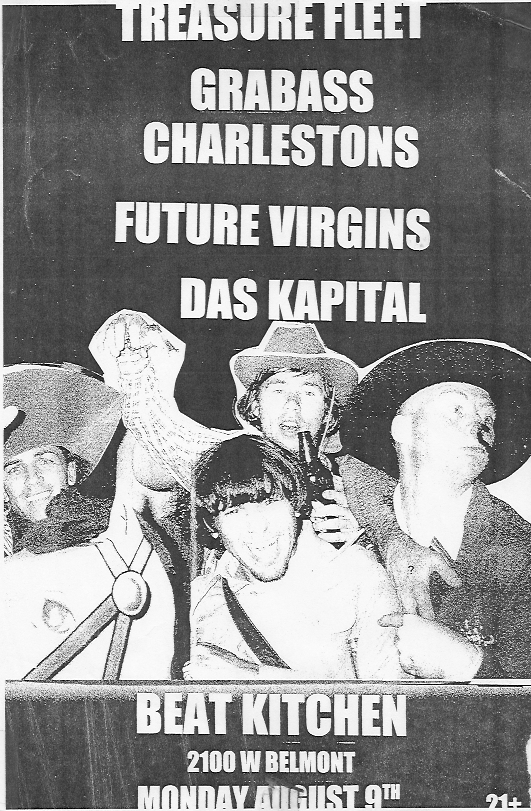 TREASURE FLEET
GRABASS
CHARLESTONS
FUTURE VIRGINS
DAS KAPITAL
BEAT KITCHEN
2100 W BELMONT
MONDAY AUGUST 9TH
21+